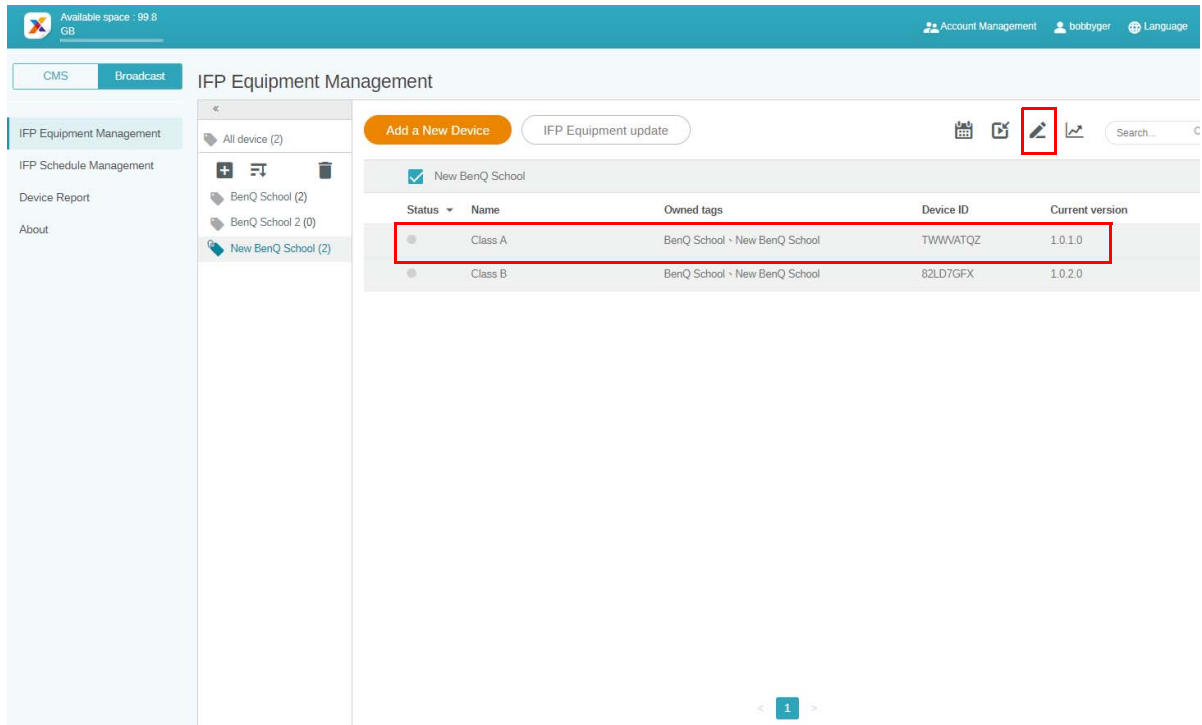 Available space : 99.8
GB
Account Management
bobbyger
Language
CMS
Broadcast
IFP Equipment Management
IFP Schedule Management
Device Report
About
IFP Equipment Management
«
All device (2)
BenQ School (2)
BenQ School 2 (0)
New BenQ School (2)
Add a New Device
IFP Equipment update
Search...
New BenQ School
Status Name Owned tags Device ID Current version
Class A BenQ School、New BenQ School TWWVATQZ 1.0.1.0
Class B BenQ School、New BenQ School 82LD7GFX 1.0.2.0
< 1 >